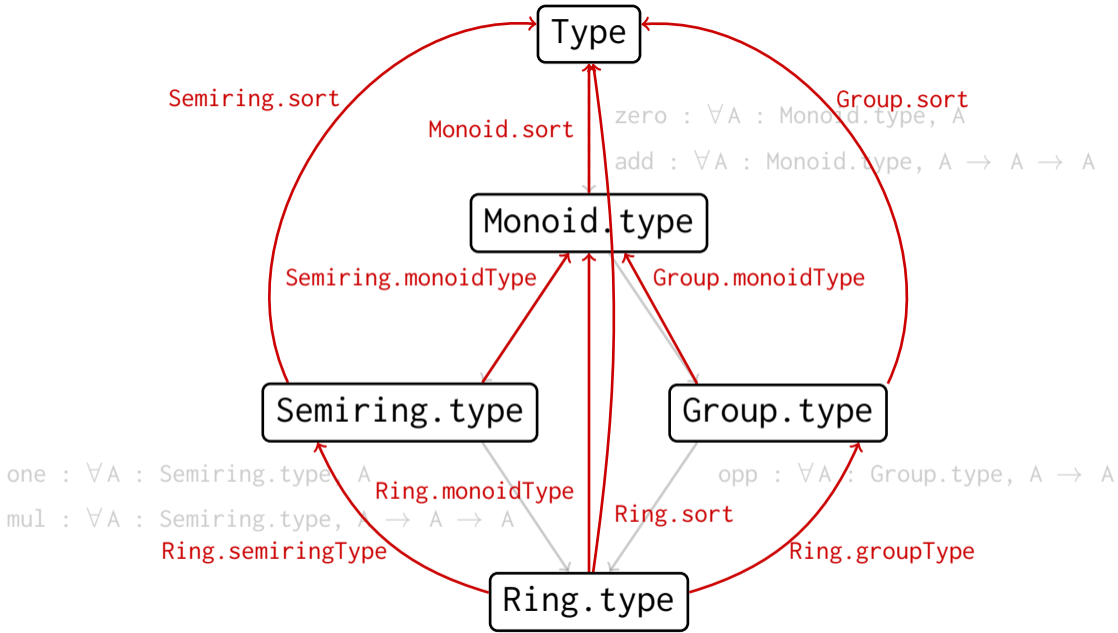 Type
Semiring.sort
Group.sort
zero : ∀A : Monoid.type, A
Monoid.sort
add : ∀A : Monoid.type, A → A → A
Monoid.type
Semiring.monoidType
Group.monoidType
Semiring.type
Group.type
one : ∀A : Semiring.type, A
opp : ∀A : Group.type, A → A
Ring.monoidType
Ring.sort
mul : ∀A : Semiring.type, A → A → A
Ring.semiringType
Ring.groupType
Ring.type